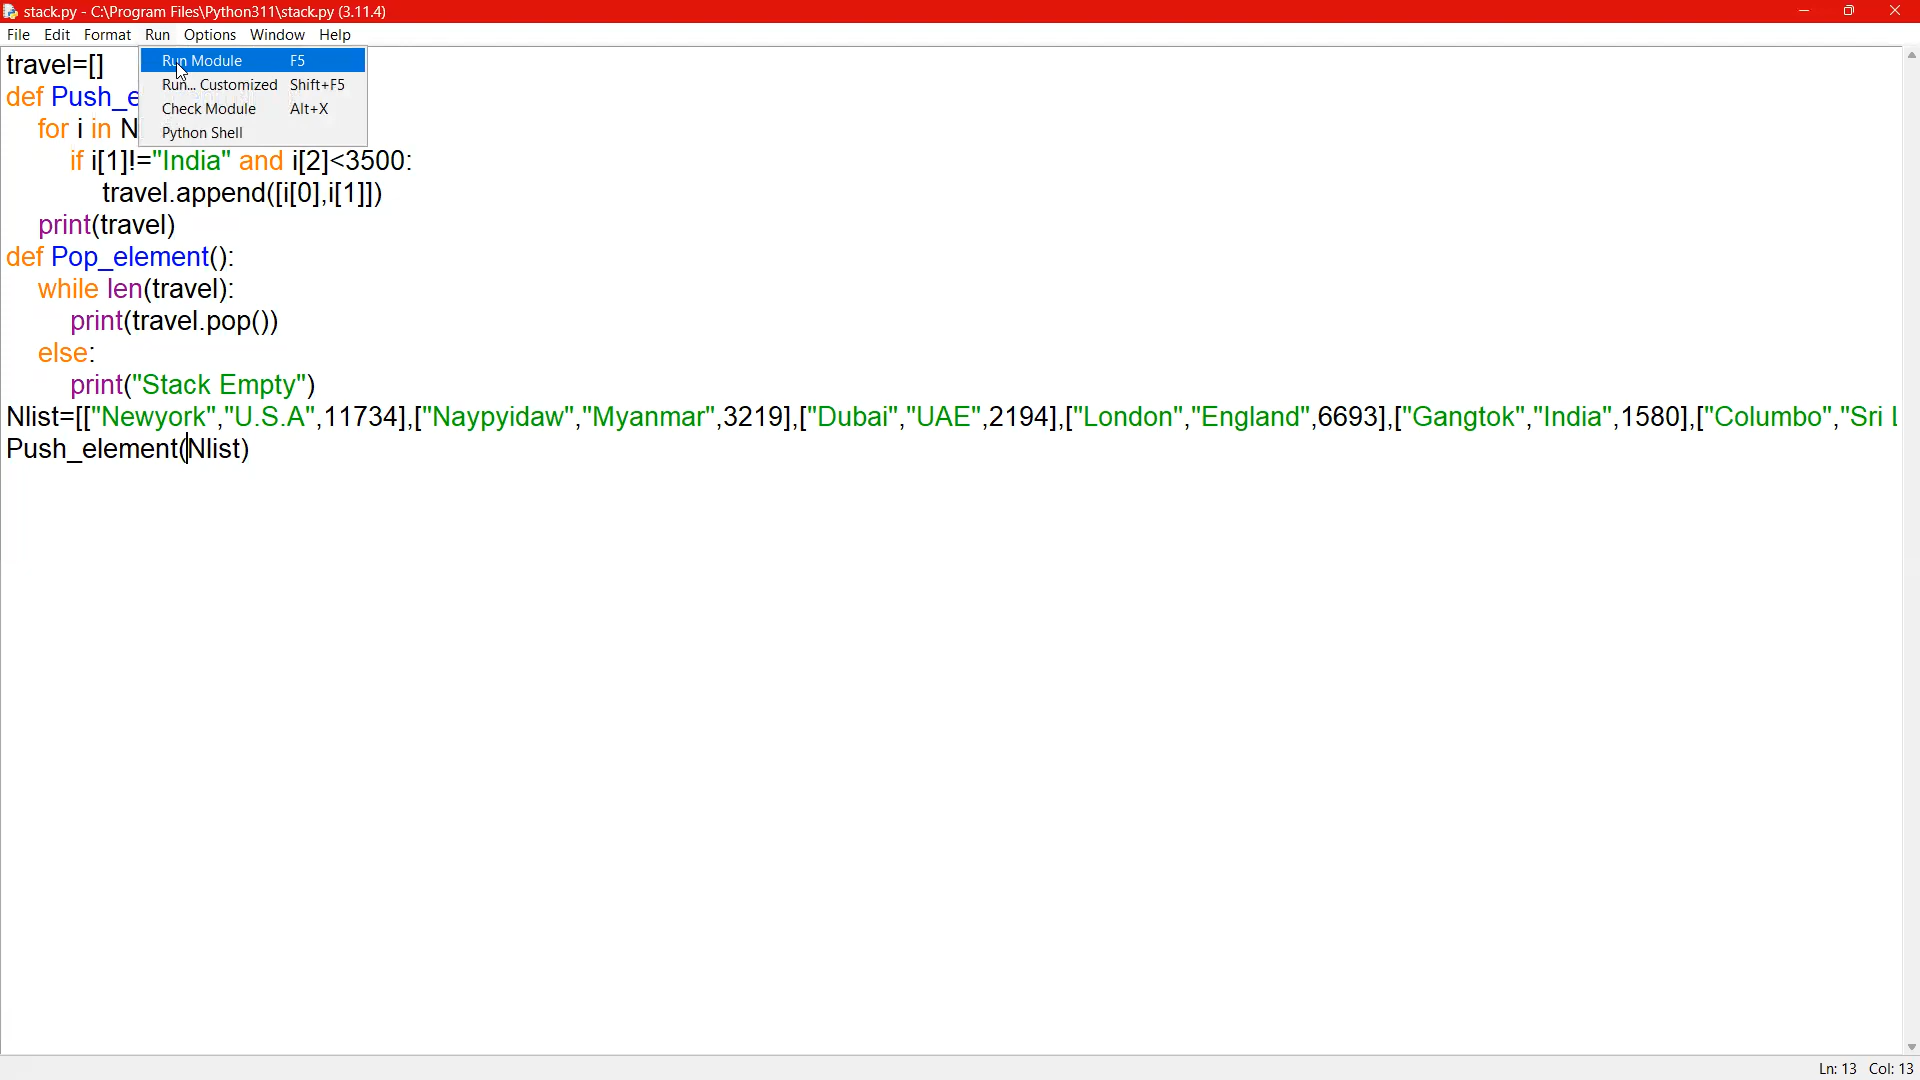 stack.py - C:\Program Files\Python311\stack.py (3.11.4)
File Edit Format Run Options Window Help
Run Module F5
Run... Customized Shift+F5
Check Module Alt+X
Python Shell
travel=[]
def Push_e
for i in N
if i[1]!="India" and i[2]<3500:
travel.append([i[0],i[1]])
print(travel)
def Pop_element():
while len(travel):
print(travel.pop())
else:
print("Stack Empty")
Nlist=[["Newyork","U.S.A",11734],["Naypyidaw","Myanmar",3219],["Dubai","UAE",2194],["London","England",6693],["Gangtok","India",1580],["Columbo","Sri L
Push_element(Nlist)
Ln: 13 Col: 13